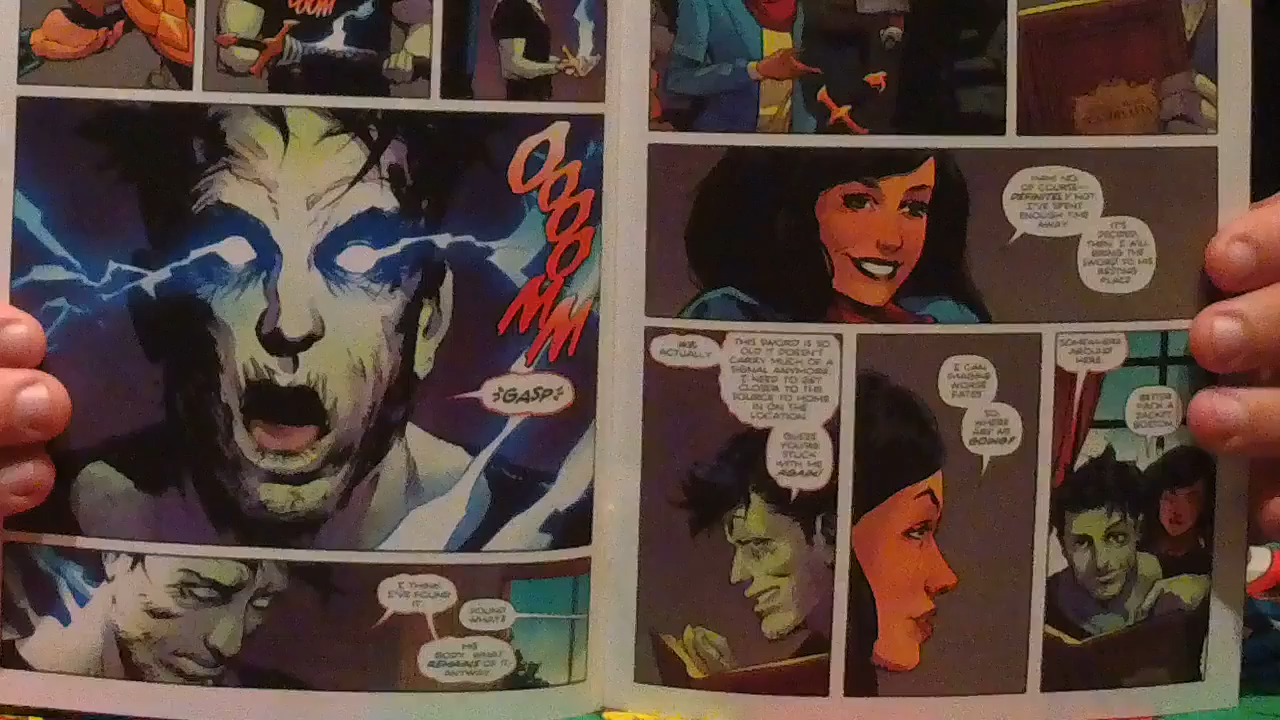 OOM
OOOOMM
GASP?
I THINK
I'VE FOUND
IT.
FOUND
WHAT?
HIS
BODY. WHAT
REMAINS OF IT,
ANYWAY.
NO
OF COURSE—
DEFINITELY NOT.
I'VE SPENT
ENOUGH TIME
AWAY.
IT'S
DECIDED,
THEN. I WILL
BRING THE
SWORD TO HIS
RESTING
PLACE.
ACTUALLY
THIS SWORD IS SO
OLD IT DOESN'T
CARRY MUCH OF A
SIGNAL ANYMORE.
I NEED TO GET
CLOSER TO THE
SOURCE TO HOME
IN ON THE
LOCATION.
GUESS
YOU'RE
STUCK
WITH ME
AGAIN!
I CAN
IMAGINE
WORSE
FATES.
SO,
WHERE
ARE WE
GOING?
SOMEWHERE
AROUND
HERE.
BETTER
PACK A
JACKET,
BOSTON.